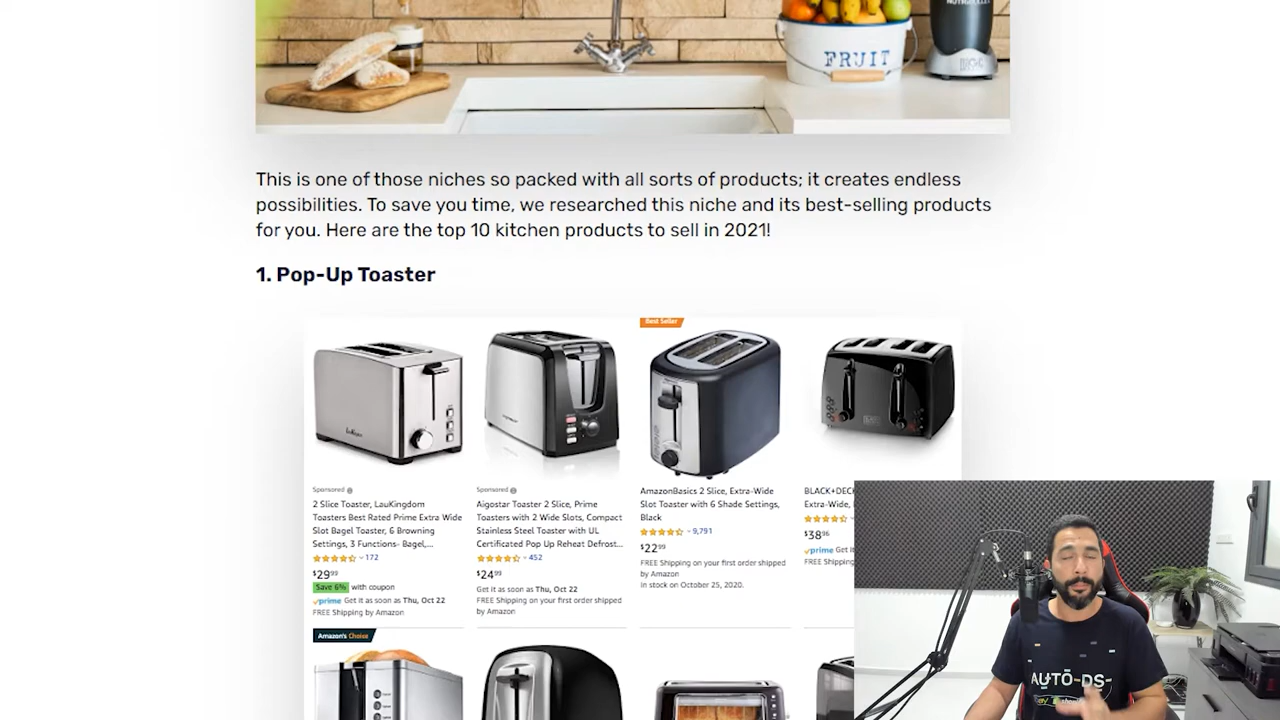 FRUIT
This is one of those niches so packed with all sorts of products; it creates endless
possibilities. To save you time, we researched this niche and its best-selling products
for you. Here are the top 10 kitchen products to sell in 2021!
1. Pop-Up Toaster
Best Seller
Sponsored
2 Slice Toaster, LauKingdom
Toasters Best Rated Prime Extra Wide
Slot Bagel Toaster, 6 Browning
Settings, 3 Functions- Bagel,...
172
$29.99
Save 6% with coupon
prime Get it as soon as Thu, Oct 22
FREE Shipping by Amazon
Sponsored
Aigostar Toaster 2 Slice, Prime
Toasters with 2 Wide Slots, Compact
Stainless Steel Toaster with UL
Certificated Pop Up Reheat Defrost...
452
$24.99
Get it as soon as Thu, Oct 22
FREE Shipping on your first order shipped
by Amazon
AmazonBasics 2 Slice, Extra-Wide
Slot Toaster with 6 Shade Settings,
Black
9,791
$22.99
FREE Shipping on your first order shipped
by Amazon
In stock on October 25, 2020.
BLACK+DEC
Extra-Wide,
$38.96
prime Get it
FREE Shippin
Amazon's Choice
AUTO-DS-